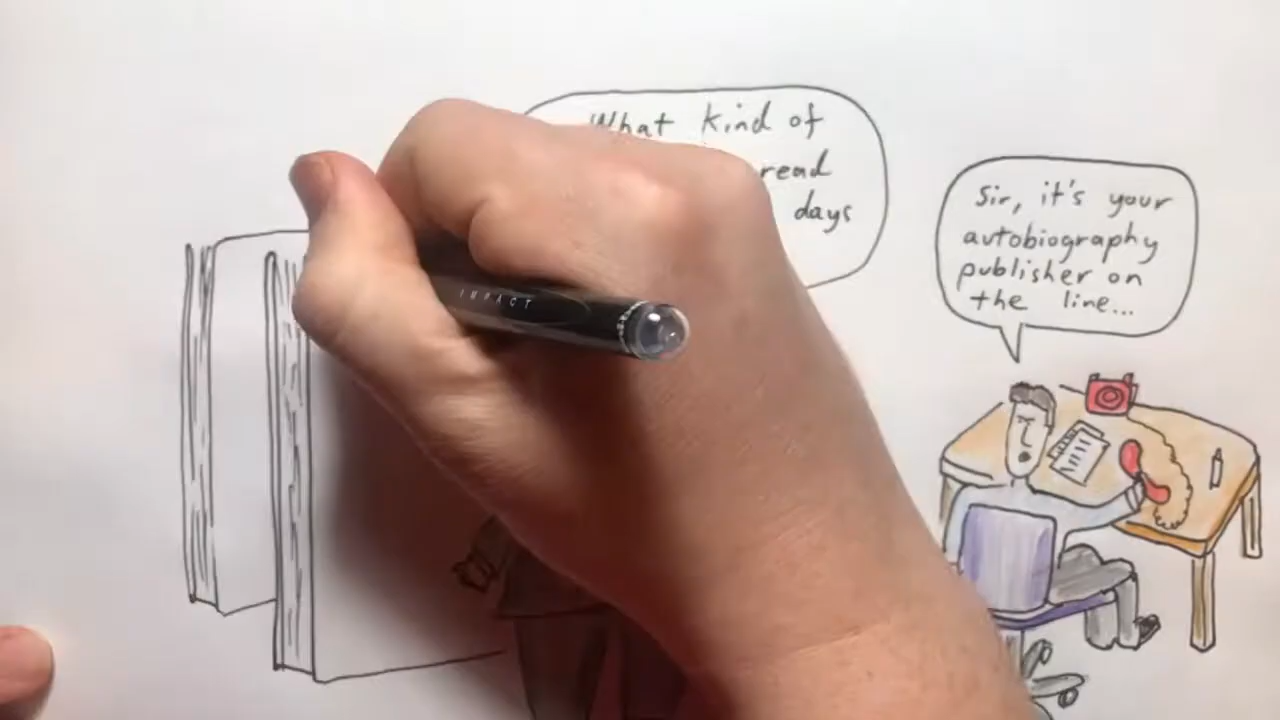 What kind of
read
days
Sir, it's your
autobiography
publisher on
the line...
IMPACT